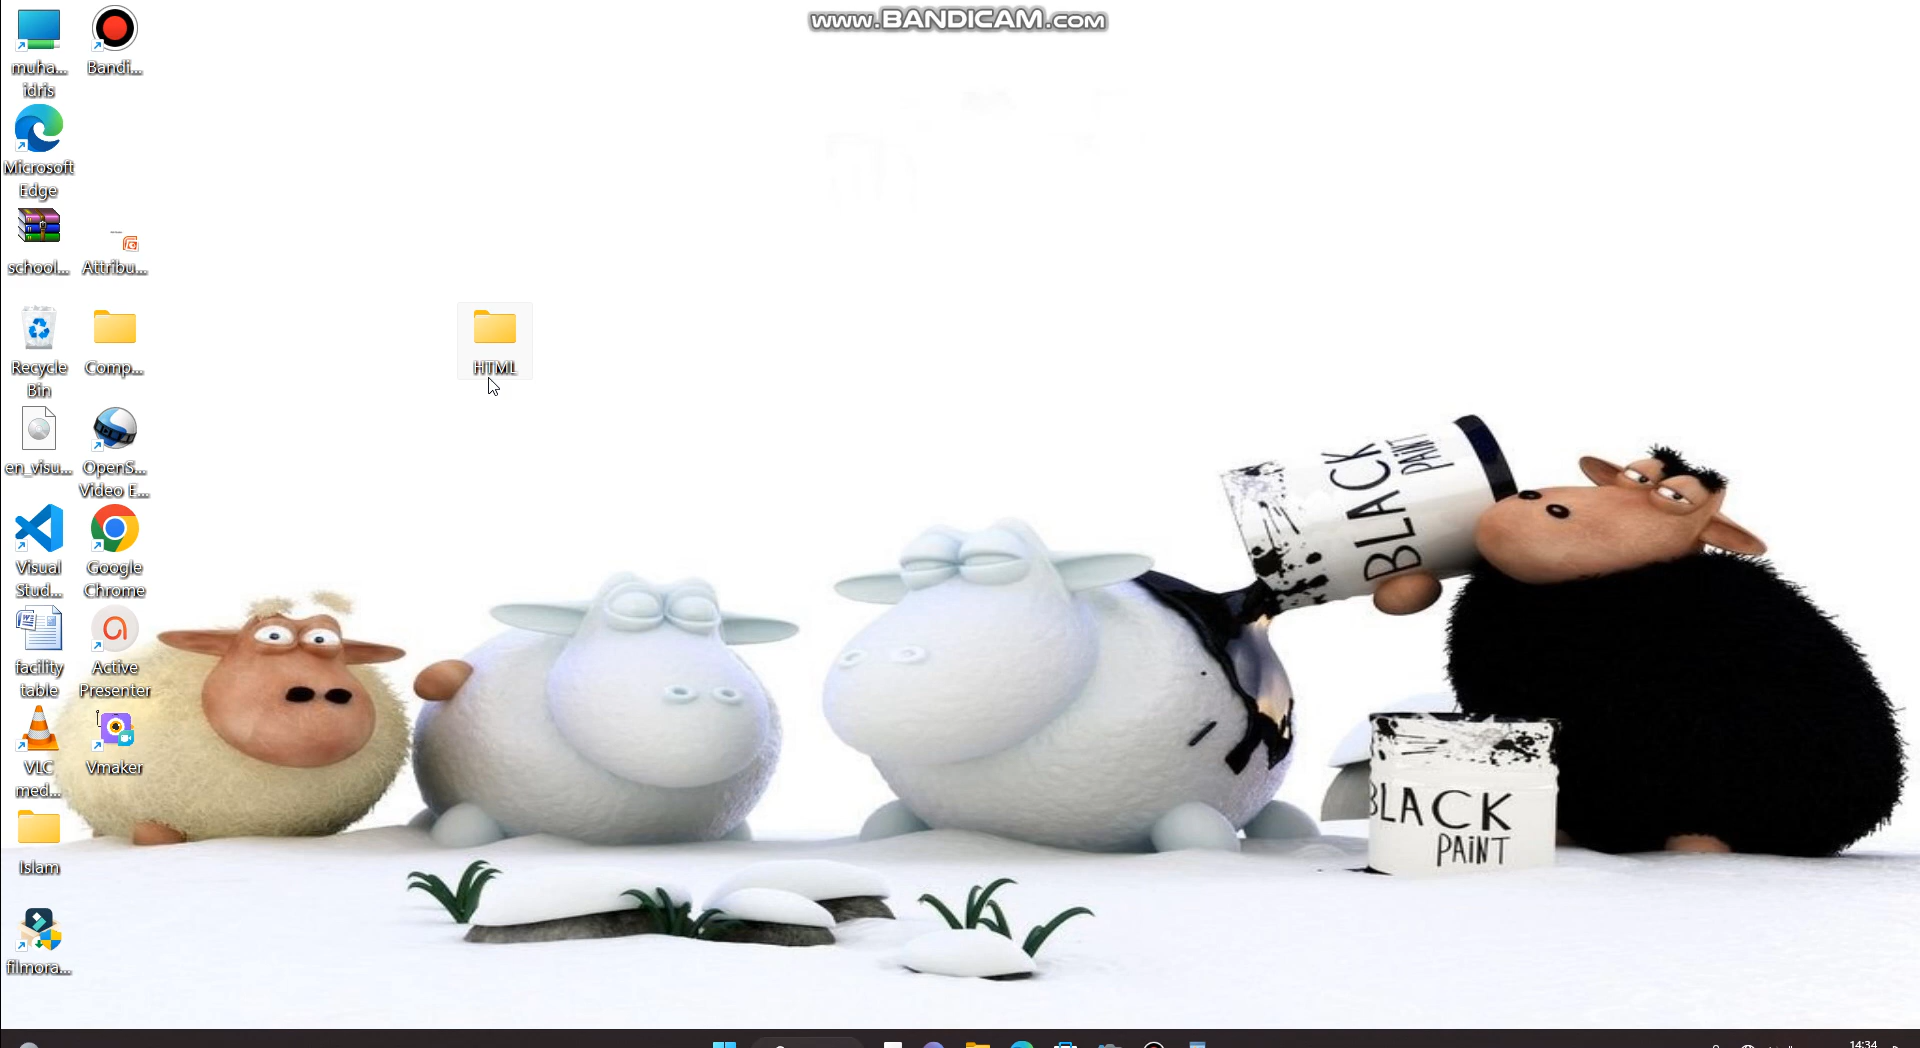 www.BANDICAM.com
muha...
idris
Bandi...
Microsoft
Edge
school...
Attribu...
Recycle
Bin
Comp...
HTML
en_visu...
OpenS...
Video E...
Visual
Stud...
Google
Chrome
facility
table
Active
Presenter
VLC
med...
Vmaker
Islam
filmora...
BLACK
PAiNT
BLACK
PAiNT
14:34